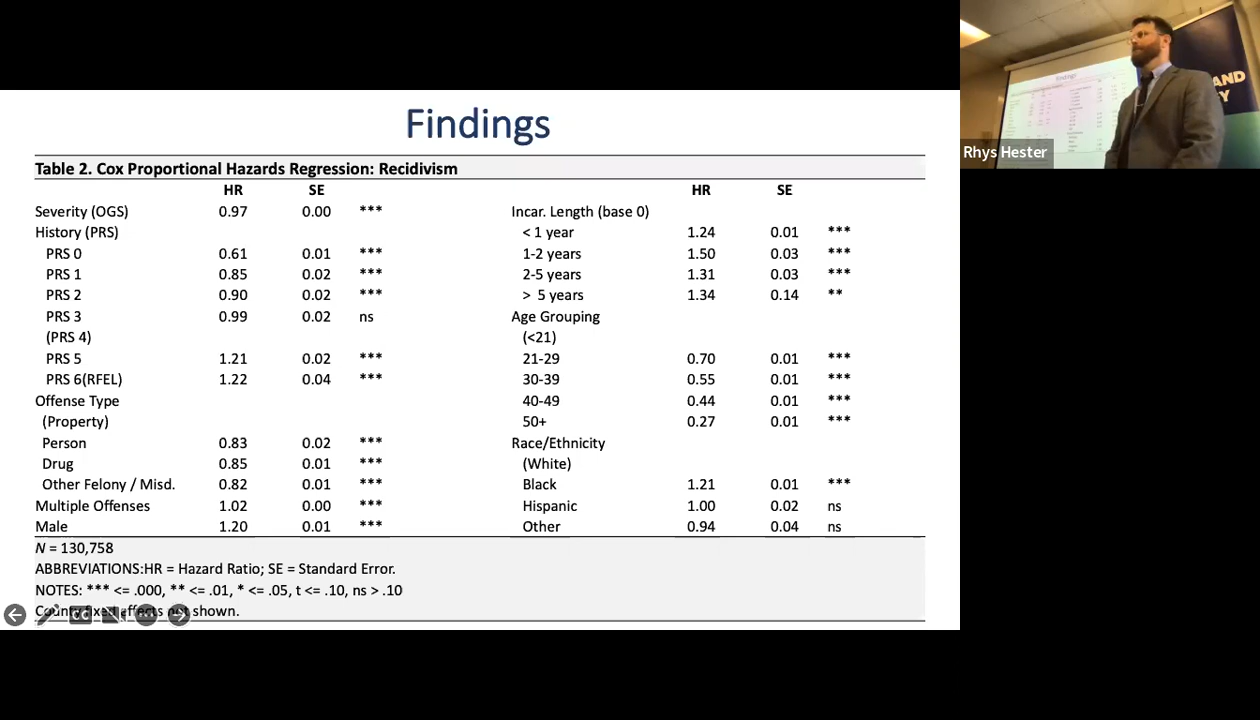 Findings
Table 2. Cox Proportional Hazards Regression: Recidivism
HR SE HR SE
Severity (OGS) 0.97 0.00 *** Incar. Length (base 0)
History (PRS) < 1 year 1.24 0.01 ***
PRS 0 0.61 0.01 *** 1-2 years 1.50 0.03 ***
PRS 1 0.85 0.02 *** 2-5 years 1.31 0.03 ***
PRS 2 0.90 0.02 *** > 5 years 1.34 0.14 **
PRS 3 0.99 0.02 ns Age Grouping
(PRS 4) (<21)
PRS 5 1.21 0.02 *** 21-29 0.70 0.01 ***
PRS 6(RFEL) 1.22 0.04 *** 30-39 0.55 0.01 ***
Offense Type 40-49 0.44 0.01 ***
(Property) 50+ 0.27 0.01 ***
Person 0.83 0.02 *** Race/Ethnicity
Drug 0.85 0.01 *** (White)
Other Felony / Misd. 0.82 0.01 *** Black 1.21 0.01 ***
Multiple Offenses 1.02 0.00 *** Hispanic 1.00 0.02 ns
Male 1.20 0.01 *** Other 0.94 0.04 ns
N = 130,758
ABBREVIATIONS:HR = Hazard Ratio; SE = Standard Error.
NOTES: *** <= .000, ** <= .01, * <= .05, t <= .10, ns > .10
County fixed effects not shown.
CC
Findings
AND
Rhys Hester